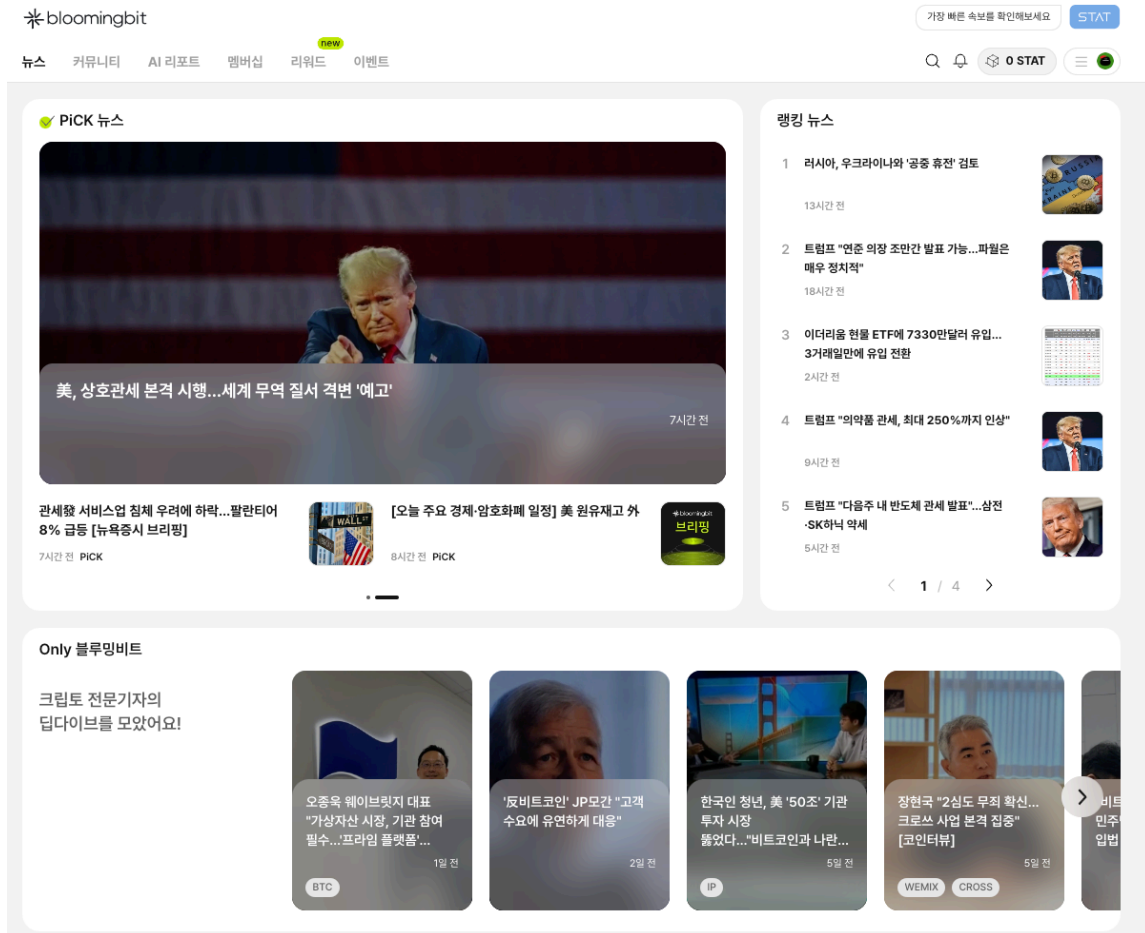 bloomingbit
가장 빠른 속보를 확인해보세요
STAT
new
뉴스 커뮤니티 AI 리포트 멤버십 리워드 이벤트
0 STAT
PiCK 뉴스
美, 상호관세 본격 시행...세계 무역 질서 격변 '예고'
7시간 전
관세發 서비스업 침체 우려에 하락...팔란티어
8% 급등 [뉴욕증시 브리핑]
7시간 전 PiCK
WALL ST
[오늘 주요 경제·암호화폐 일정] 美 원유재고 외
8시간 전 PiCK
bloomingbit
브리핑
랭킹 뉴스
1
러시아, 우크라이나와 '공중 휴전' 검토
13시간 전
2
트럼프 "연준 의장 조만간 발표 가능...파월은
매우 정치적"
18시간 전
3
이더리움 현물 ETF에 7330만달러 유입...
3거래일만에 유입 전환
2시간 전
4
트럼프 "의약품 관세, 최대 250%까지 인상"
9시간 전
5
트럼프 "다음주 내 반도체 관세 발표"...삼전
·SK하닉 약세
5시간 전
1 / 4
Only 블루밍비트
크립토 전문기자의
딥다이브를 모았어요!
오종욱 웨이브릿지 대표
"가상자산 시장, 기관 참여
필수...'프라임 플랫폼'...
1일 전
BTC
'反비트코인' JP모간 "고객
수요에 유연하게 대응"
2일 전
한국인 청년, 美 '50조' 기관
투자 시장
뚫었다..."비트코인과 나란...
5일 전
IP
장현국 "2심도 무죄 확신...
크로쓰 사업 본격 집중"
[코인터뷰]
5일 전
WEMIX CROSS
입법